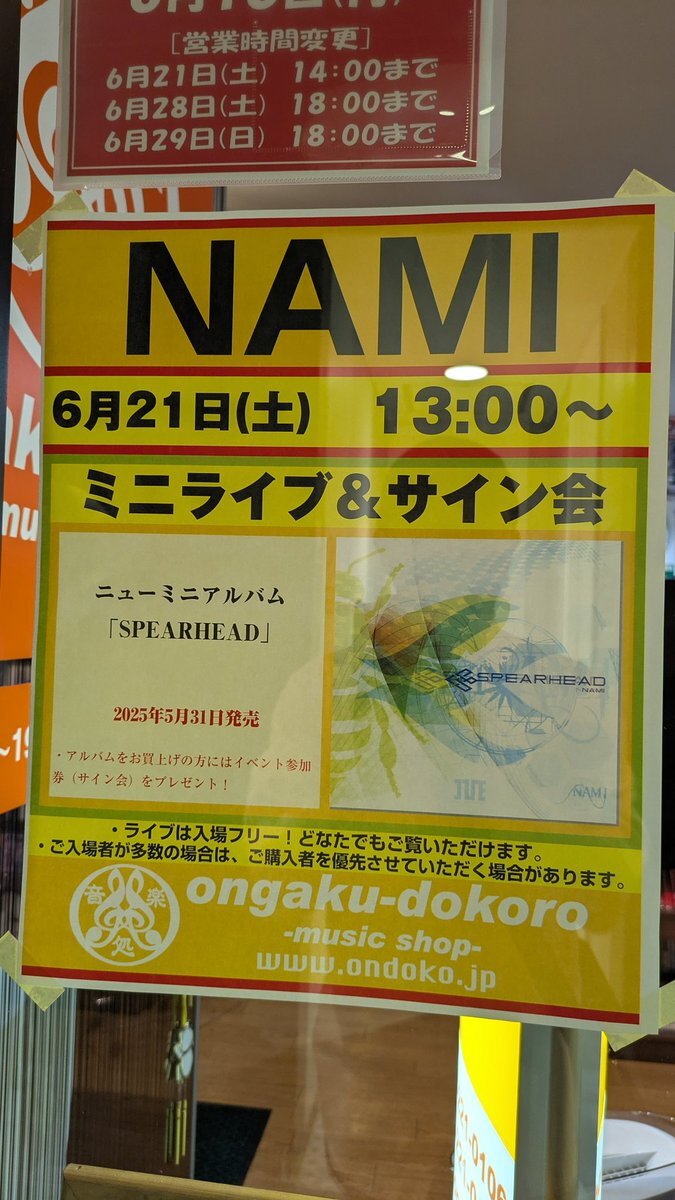 [営業時間変更]
6月21日(土) 14:00まで
6月28日(土) 18:00まで
6月29日(日) 18:00まで
NAMI
6月21日(土) 13:00～
ミニライブ&サイン会
ニューミニアルバム
「SPEARHEAD」
2025年5月31日発売
・アルバムをお買上げの方にはイベント参加
券（サイン会）をプレゼント！
SPEARHEAD
NAMI
NAMI
・ライブは入場フリー！どなたでもご覧いただけます。
・ご入場者が多数の場合は、ご購入者を優先させていただく場合があります。
音楽処
ongaku-dokoro
-music shop-
www.ondoko.jp